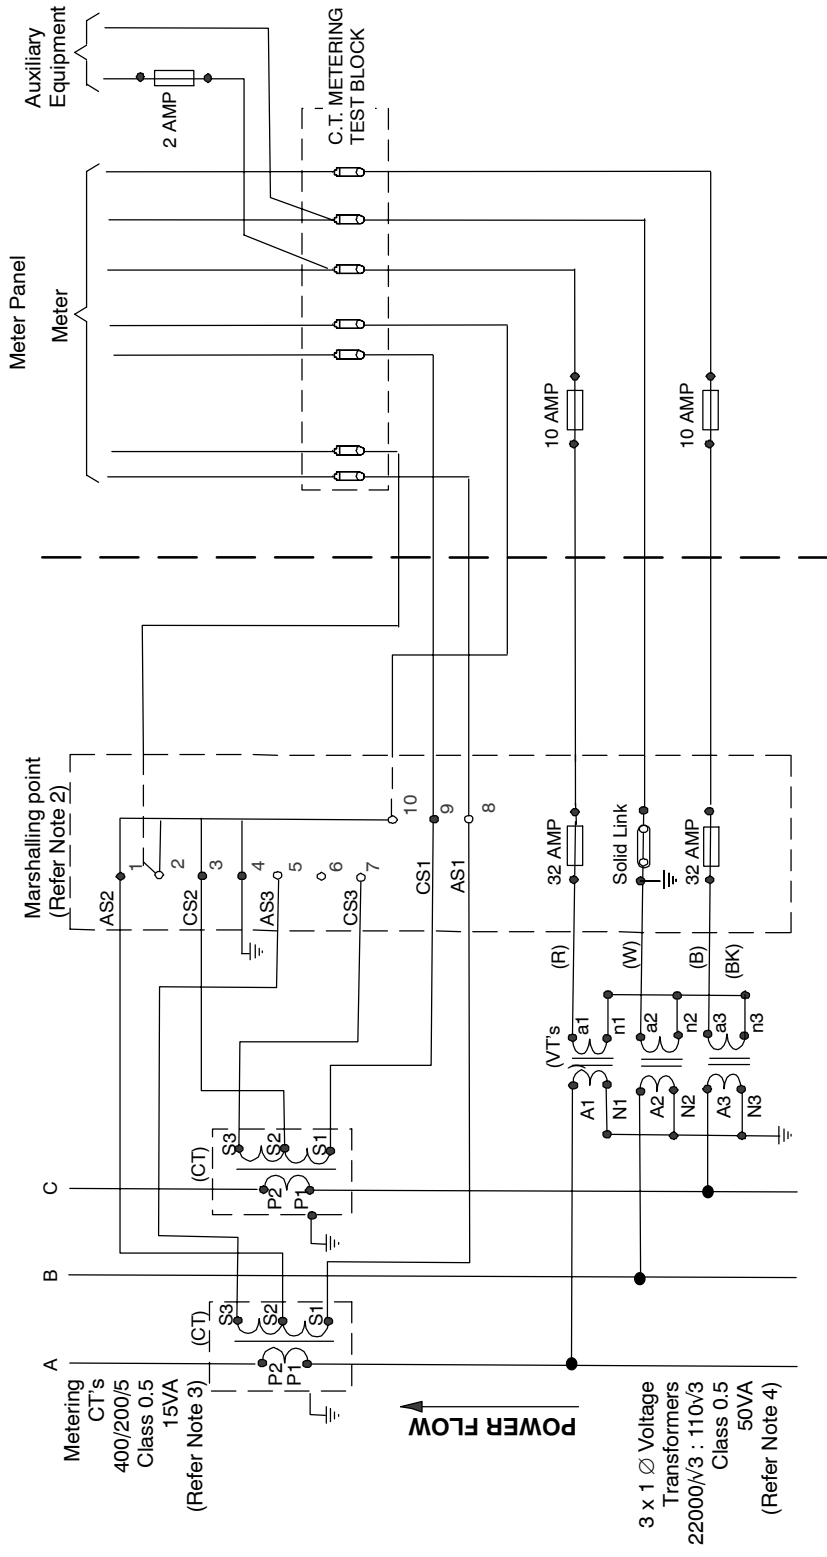 Meter Panel
Meter
Auxiliary
Equipment
2 AMP
C.T. METERING
TEST BLOCK
10 AMP
10 AMP
Marshalling point
(Refer Note 2)
AS2
1
2
CS2
3
4
AS3
5
6
CS3
7
10
CS1
9
AS1
8
32 AMP
Solid Link
32 AMP
(R)
(W)
(B)
(BK)
(VT's
)
a1
n1
a2
n2
a3
n3
A1
N1
A2
N2
A3
N3
(CT)
S3
S2
S1
P2
P1
(CT)
S3
S2
S1
P2
P1
C
B
A
Metering
CT's
400/200/5
Class 0.5
15VA
(Refer Note 3)
POWER FLOW
3 x 1 ∅ Voltage
Transformers
22000/√3 : 110√3
Class 0.5
50VA
(Refer Note 4)